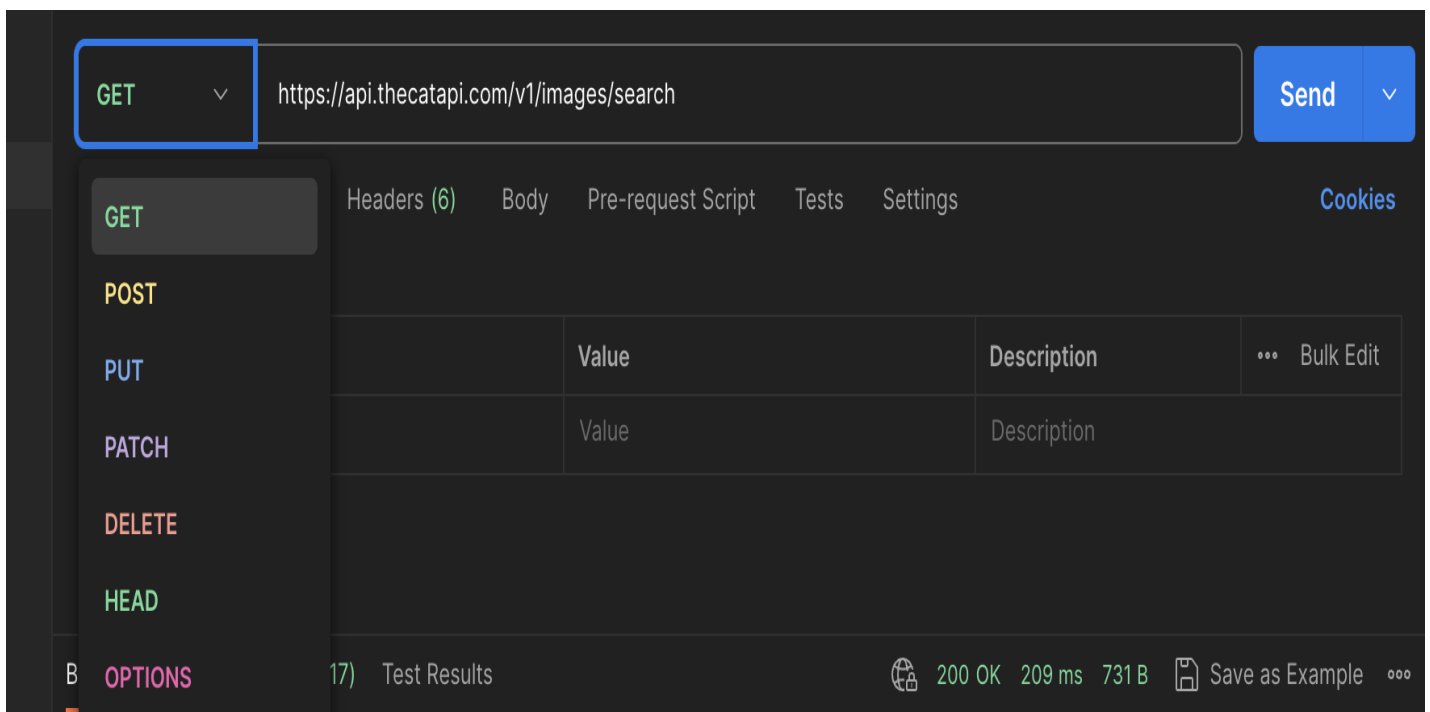 GET https://api.thecatapi.com/v1/images/search Send
GET Headers (6) Body Pre-request Script Tests Settings Cookies
POST
Value Description Bulk Edit
PUT
Value Description
PATCH
DELETE
HEAD
B OPTIONS 17) Test Results 200 OK 209 ms 731 B Save as Example